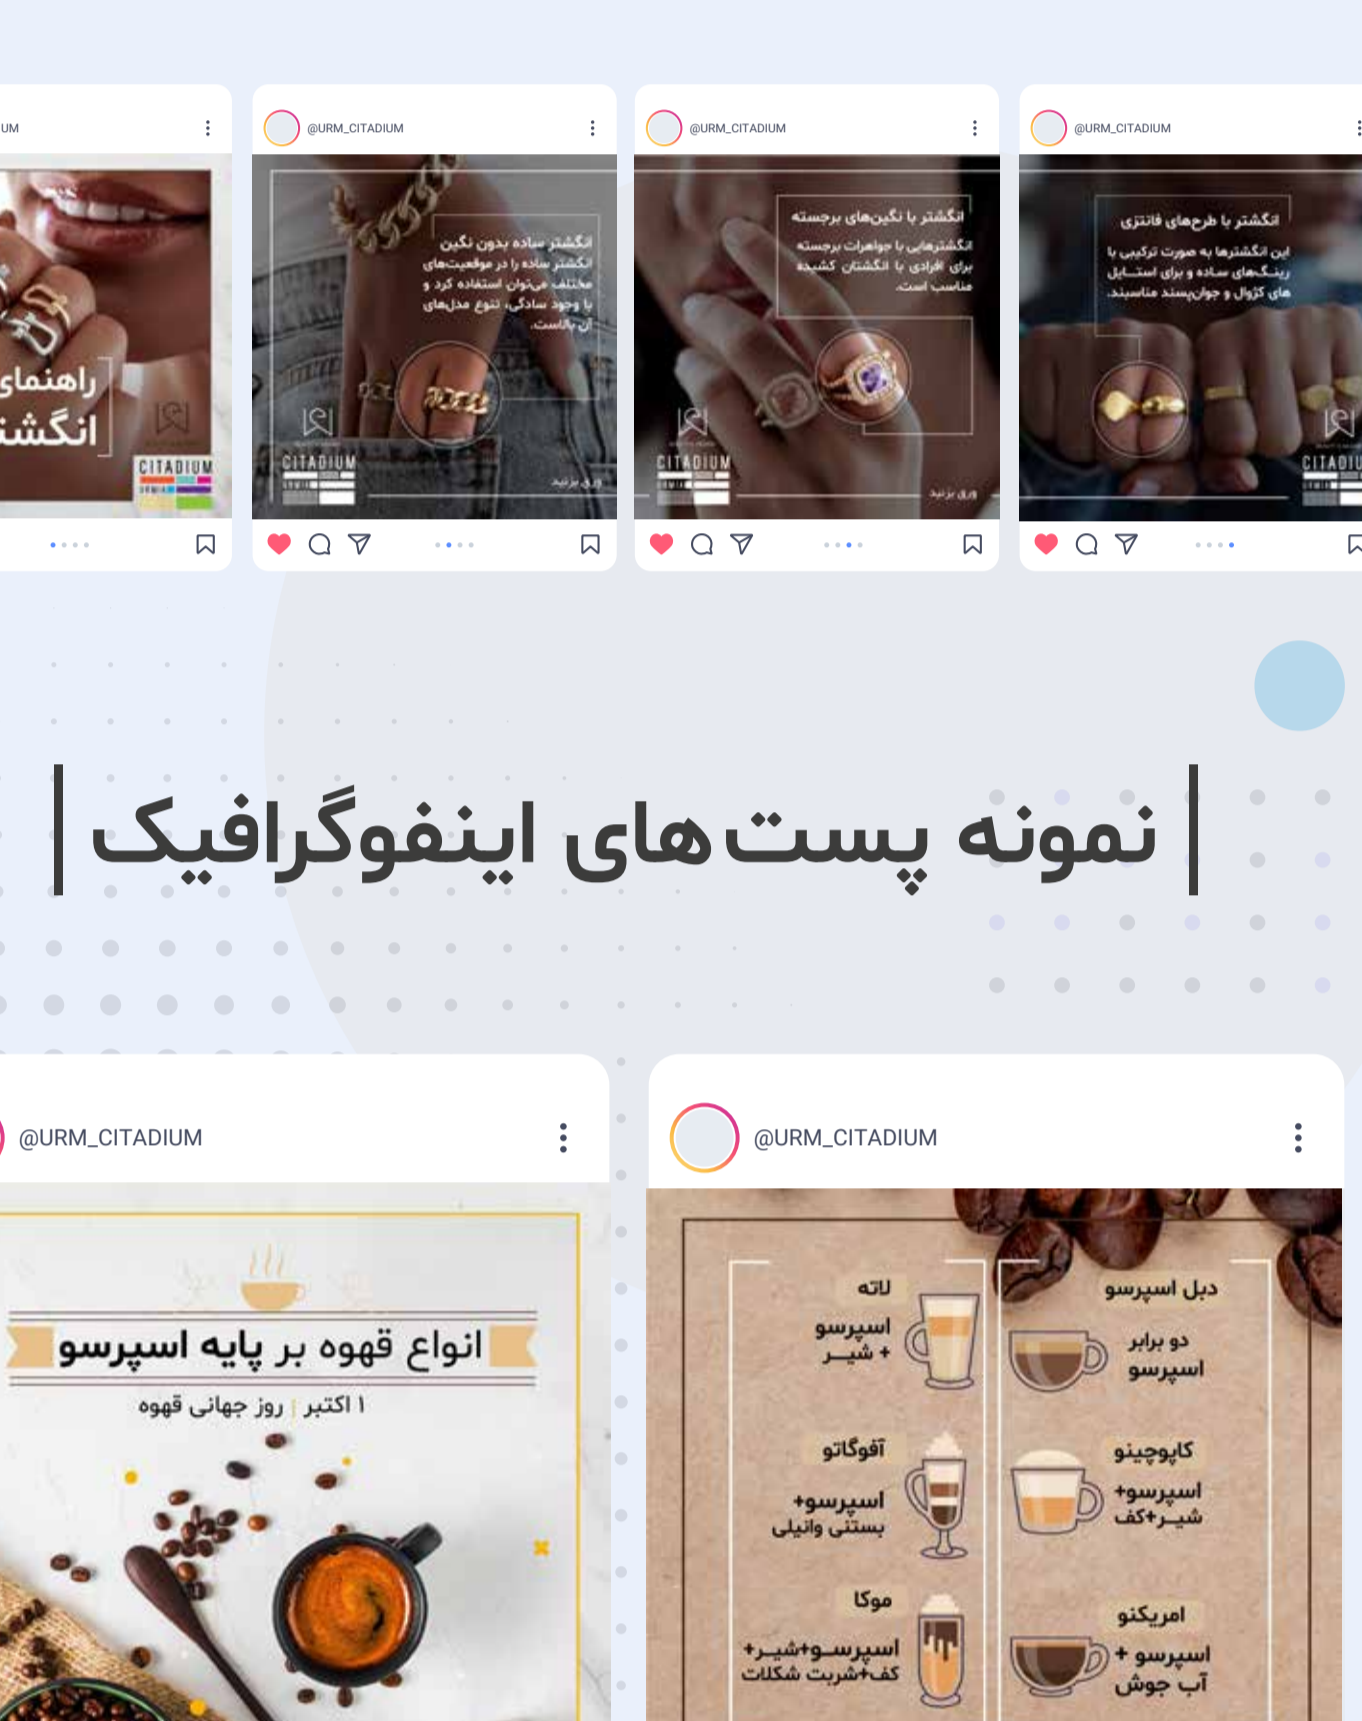 UM
@URM_CITADIUM
@URM_CITADIUM
@URM_CITADIUM
راهنمای
CITADIUM
URMIA
انگشتر ساده بدون نگین
انگشتر ساده را در موقعیت‌های
مختلف می‌توان استفاده کرد و
با وجود سادگی، تنوع مدل‌های
آن بالاست.
CITADIUM
ورق بزنید
انگشتر با نگین‌های برجسته
انگشترهایی با جواهرات برجسته
برای افرادی با انگشتان کشیده
مناسب است.
CITADIUM
ورق بزنید
انگشتر با طرح‌های فانتزی
این انگشترها به صورت ترکیبی با
رینگ‌های ساده و برای استایل
های کژوال و جوان‌پسند مناسبند.
CITADIU
نمونه پست‌های اینفوگرافیک
@URM_CITADIUM
انواع قهوه بر پایه اسپرسو
۱ اکتبر | روز جهانی قهوه
@URM_CITADIUM
دبل اسپرسو
دو برابر
اسپرسو
کاپوچینو
اسپرسو+
شیر+کف
امریکنو
اسپرسو +
آب جوش
لاته
اسپرسو
+ شیر
آفوگاتو
اسپرسو+
بستنی وانیلی
موکا
اسپرسو+شیر+
کف+شربت شکلات